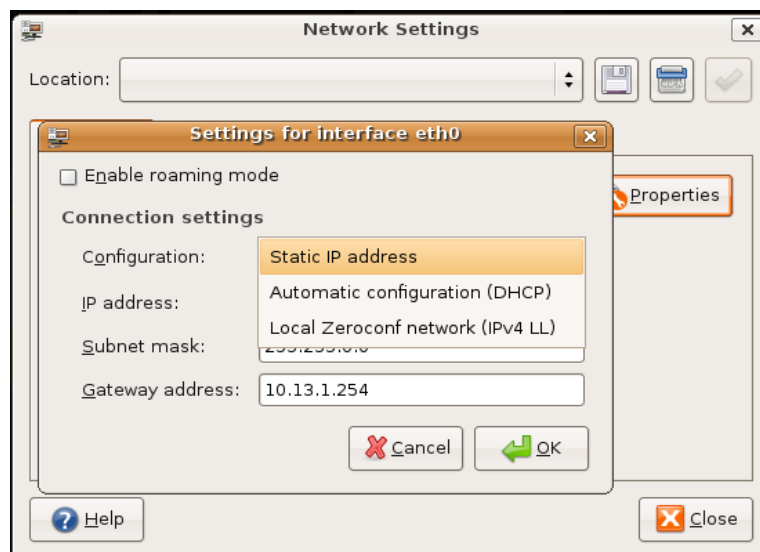 Network Settings
Location:
Settings for interface eth0
Enable roaming mode
Properties
Connection settings
Configuration:
Static IP address
Automatic configuration (DHCP)
IP address:
Local Zeroconf network (IPv4 LL)
Subnet mask:
Gateway address: 10.13.1.254
Cancel OK
Help Close